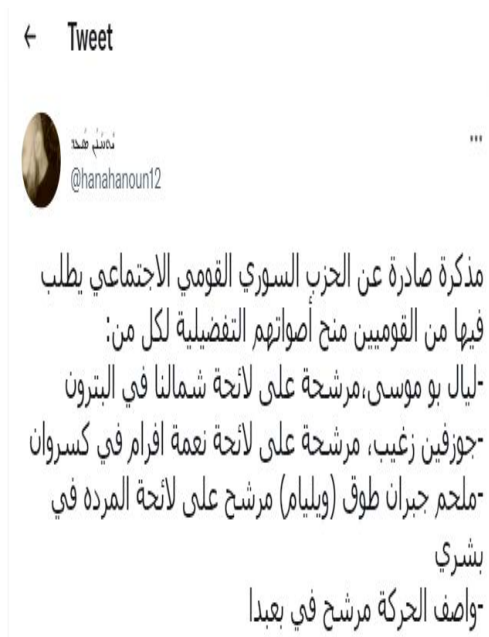 Tweet
@hanahanoun12
مذكرة صادرة عن الحزب السوري القومي الاجتماعي يطلب
فيها من القوميين منح أصواتهم التفضيلية لكل من:
-ليال بو موسى،مرشحة على لائحة شمالنا في البترون
-جوزفين زغيب، مرشحة على لائحة نعمة افرام في كسروان
-ملحم جبران طوق (ويليام) مرشح على لائحة المرده في
بشري
-واصف الحركة مرشح في بعبدا